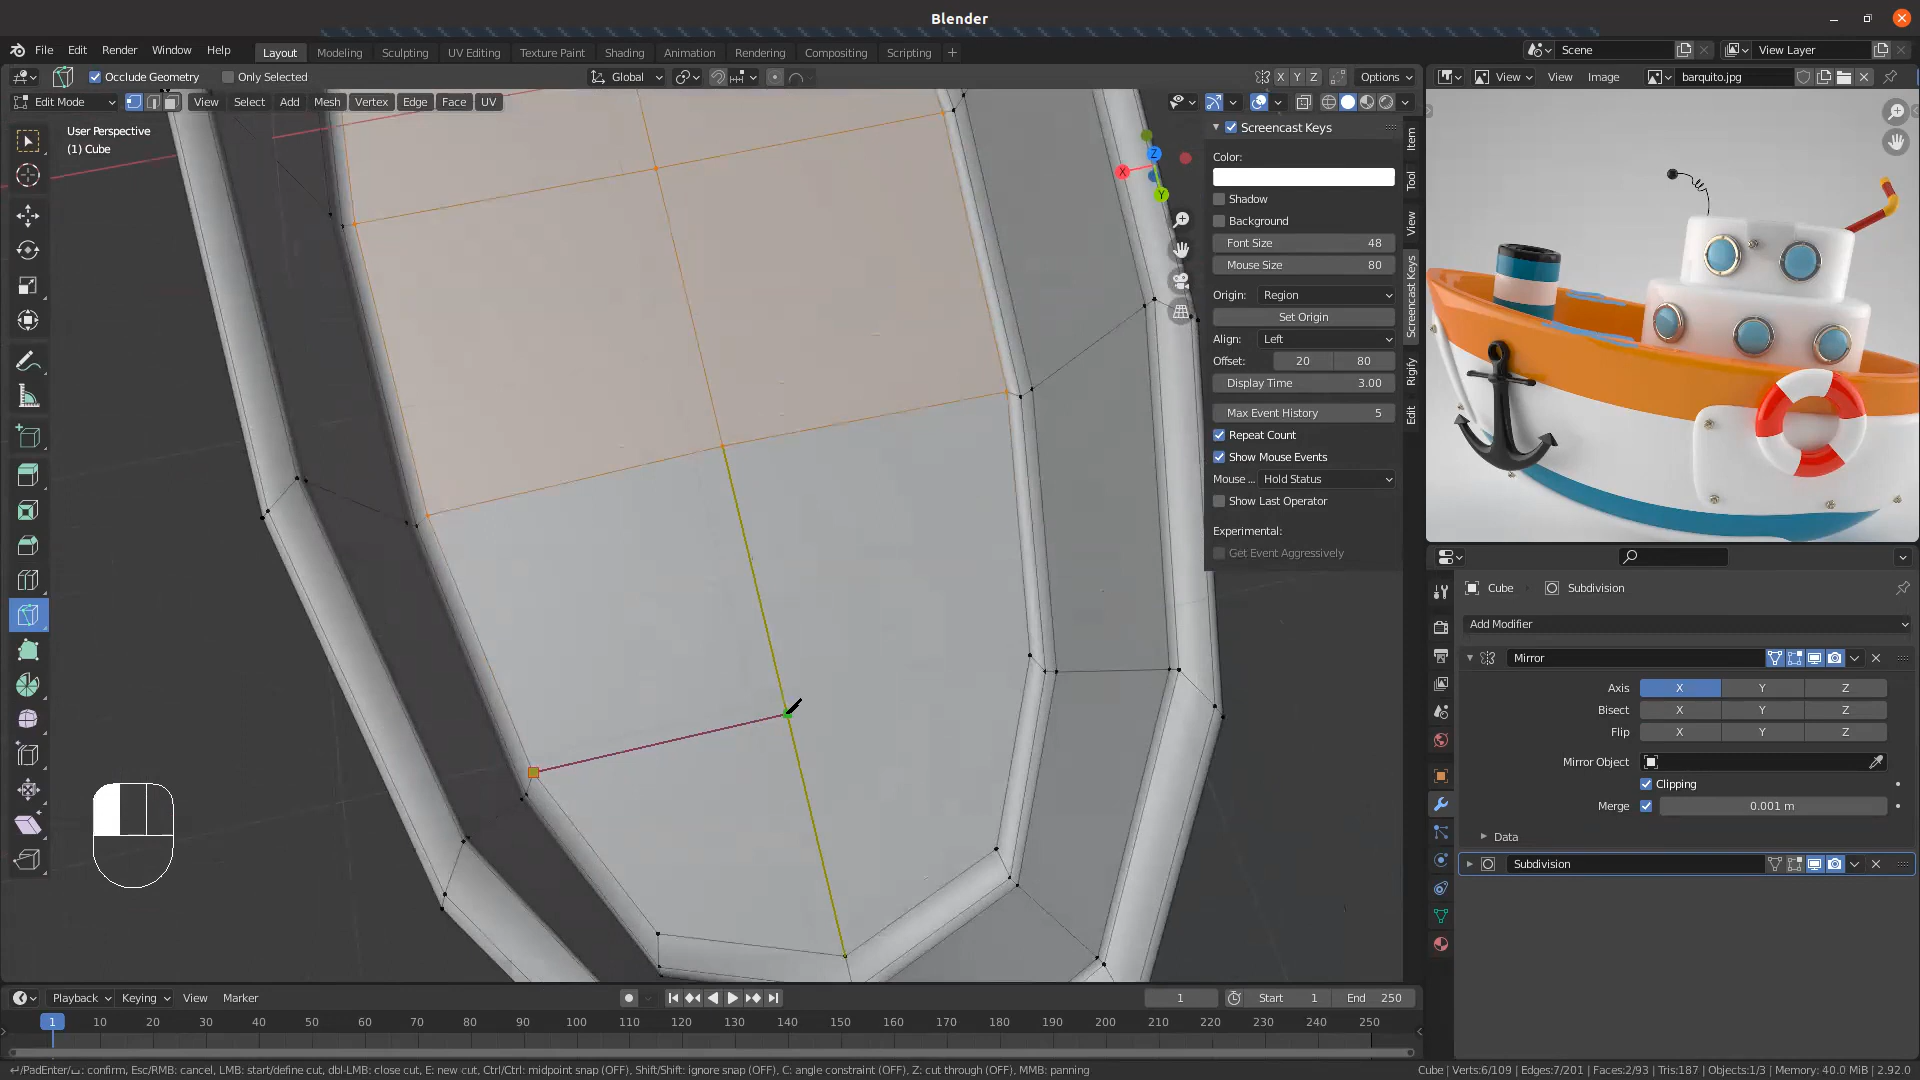 Blender
File Edit Render Window Help
Layout Modeling Sculpting UV Editing Texture Paint Shading Animation Rendering Compositing Scripting
Scene
View Layer
Occlude Geometry Only Selected
Global
X Y Z
Options
View
View Image
barquito.jpg
Edit Mode
View Select Add Mesh Vertex Edge Face UV
User Perspective
(1) Cube
Z
X
Y
Screencast Keys
Color:
Shadow
Background
Font Size 48
Mouse Size 80
Origin: Region
Set Origin
Align: Left
Offset: 20 80
Display Time 3.00
Max Event History 5
Repeat Count
Show Mouse Events
Mouse ... Hold Status
Show Last Operator
Experimental:
Get Event Aggressively
Item
Tool
View
Screencast Keys
Rigify
Edit
Cube
Subdivision
Add Modifier
Mirror
Axis X Y Z
Bisect X Y Z
Flip X Y Z
Mirror Object
Clipping
Merge 0.001 m
Data
Subdivision
Playback Keying View Marker
1
Start 1
End 250
1 10 20 30 40 50 60 70 80 90 100 110 120 130 140 150 160 170 180 190 200 210 220 230 240 250
/PadEnter/: confirm, Esc/RMB: cancel, LMB: start/define cut, dbl-LMB: close cut, E: new cut, Ctrl/Ctrl: midpoint snap (OFF), Shift/Shift: ignore snap (OFF), C: angle constraint (OFF), Z: cut through (OFF), MMB: panning
Cube | Verts:6/109 | Edges:7/201 | Faces:2/93 | Tris:187 | Objects:1/3 | Memory: 40.0 MiB | 2.92.0